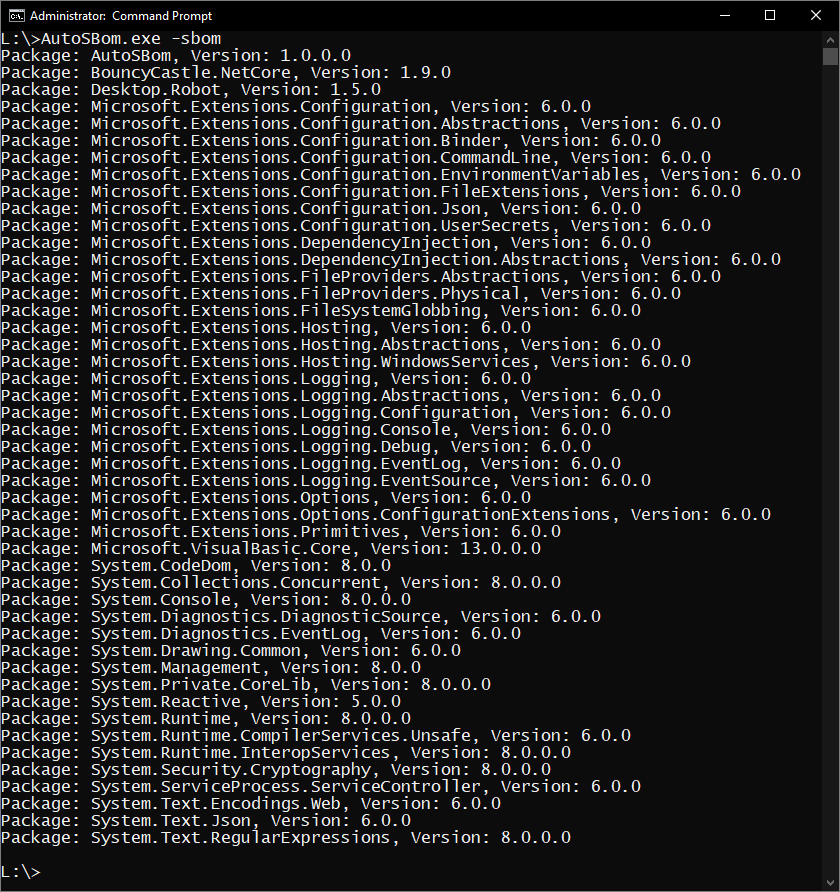 Administrator:  Command Prompt
L:\>AutoSBom.exe -sbom
Package: AutoSBom, Version: 1.0.0.0
Package: BouncyCastle.NetCore, Version: 1.9.0
Package: Desktop.Robot, Version: 1.5.0
Package: Microsoft.Extensions.Configuration, Version: 6.0.0
Package: Microsoft.Extensions.Configuration.Abstractions, Version: 6.0.0
Package: Microsoft.Extensions.Configuration.Binder, Version: 6.0.0
Package: Microsoft.Extensions.Configuration.CommandLine, Version: 6.0.0
Package: Microsoft.Extensions.Configuration.EnvironmentVariables, Version: 6.0.0
Package: Microsoft.Extensions.Configuration.FileExtensions, Version: 6.0.0
Package: Microsoft.Extensions.Configuration.Json, Version: 6.0.0
Package: Microsoft.Extensions.Configuration.UserSecrets, Version: 6.0.0
Package: Microsoft.Extensions.DependencyInjection, Version: 6.0.0
Package: Microsoft.Extensions.DependencyInjection.Abstractions, Version: 6.0.0
Package: Microsoft.Extensions.FileProviders.Abstractions, Version: 6.0.0
Package: Microsoft.Extensions.FileProviders.Physical, Version: 6.0.0
Package: Microsoft.Extensions.FileSystemGlobbing, Version: 6.0.0
Package: Microsoft.Extensions.Hosting, Version: 6.0.0
Package: Microsoft.Extensions.Hosting.Abstractions, Version: 6.0.0
Package: Microsoft.Extensions.Hosting.WindowsServices, Version: 6.0.0
Package: Microsoft.Extensions.Logging, Version: 6.0.0
Package: Microsoft.Extensions.Logging.Abstractions, Version: 6.0.0
Package: Microsoft.Extensions.Logging.Configuration, Version: 6.0.0
Package: Microsoft.Extensions.Logging.Console, Version: 6.0.0
Package: Microsoft.Extensions.Logging.Debug, Version: 6.0.0
Package: Microsoft.Extensions.Logging.EventLog, Version: 6.0.0
Package: Microsoft.Extensions.Logging.EventSource, Version: 6.0.0
Package: Microsoft.Extensions.Options, Version: 6.0.0
Package: Microsoft.Extensions.Options.ConfigurationExtensions, Version: 6.0.0
Package: Microsoft.Extensions.Primitives, Version: 6.0.0
Package: Microsoft.VisualBasic.Core, Version: 13.0.0.0
Package: System.CodeDom, Version: 8.0.0
Package: System.Collections.Concurrent, Version: 8.0.0.0
Package: System.Console, Version: 8.0.0.0
Package: System.Diagnostics.DiagnosticSource, Version: 6.0.0
Package: System.Diagnostics.EventLog, Version: 6.0.0
Package: System.Drawing.Common, Version: 6.0.0
Package: System.Management, Version: 8.0.0
Package: System.Private.CoreLib, Version: 8.0.0.0
Package: System.Reactive, Version: 5.0.0
Package: System.Runtime, Version: 8.0.0.0
Package: System.Runtime.CompilerServices.Unsafe, Version: 6.0.0
Package: System.Runtime.InteropServices, Version: 8.0.0.0
Package: System.Security.Cryptography, Version: 8.0.0.0
Package: System.ServiceProcess.ServiceController, Version: 6.0.0
Package: System.Text.Encodings.Web, Version: 6.0.0
Package: System.Text.Json, Version: 6.0.0
Package: System.Text.RegularExpressions, Version: 8.0.0.0
L:\>